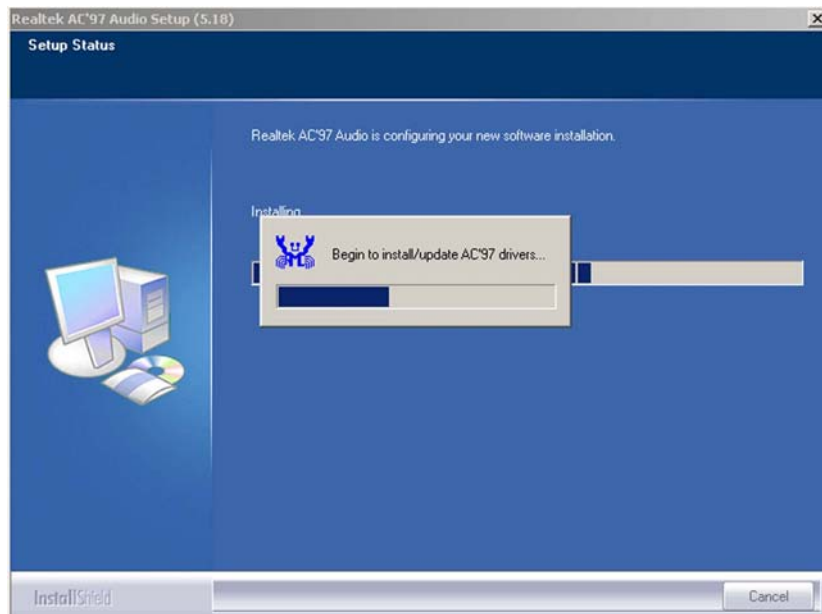 Realtek AC'97 Audio Setup (5.18)
Setup Status
Realtek AC'97 Audio is configuring your new software installation.
Installing
Begin to install/update AC'97 drivers...
InstallShield
Cancel